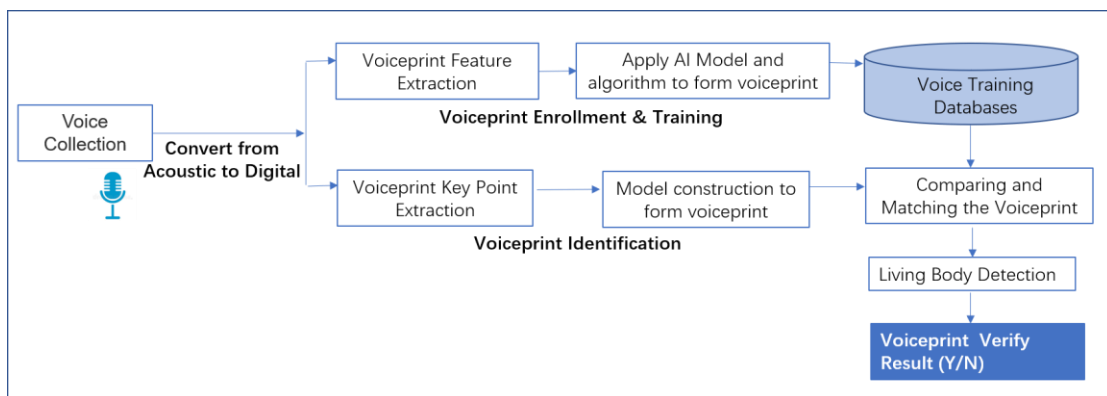 Voice
Collection
Convert from
Acoustic to Digital
Voiceprint Feature
Extraction
Apply AI Model and
algorithm to form voiceprint
Voiceprint Enrollment & Training
Voice Training
Databases
Voiceprint Key Point
Extraction
Model construction to
form voiceprint
Voiceprint Identification
Comparing and
Matching the Voiceprint
Living Body Detection
Voiceprint Verify
Result (Y/N)